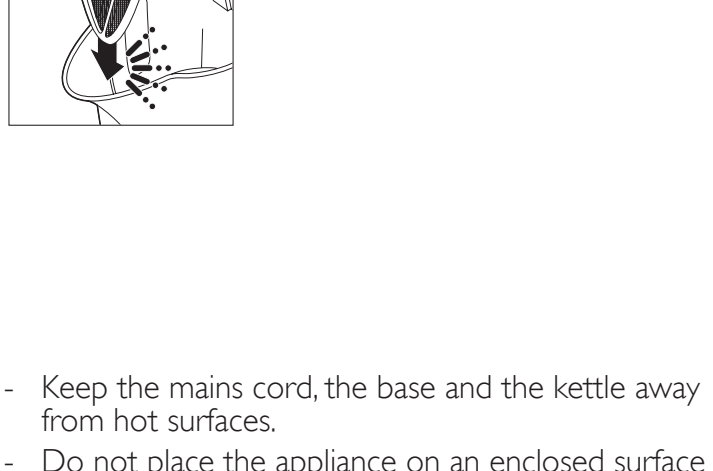 - Keep the mains cord, the base and the kettle away
from hot surfaces.
- Do not place the appliance on an enclosed surface